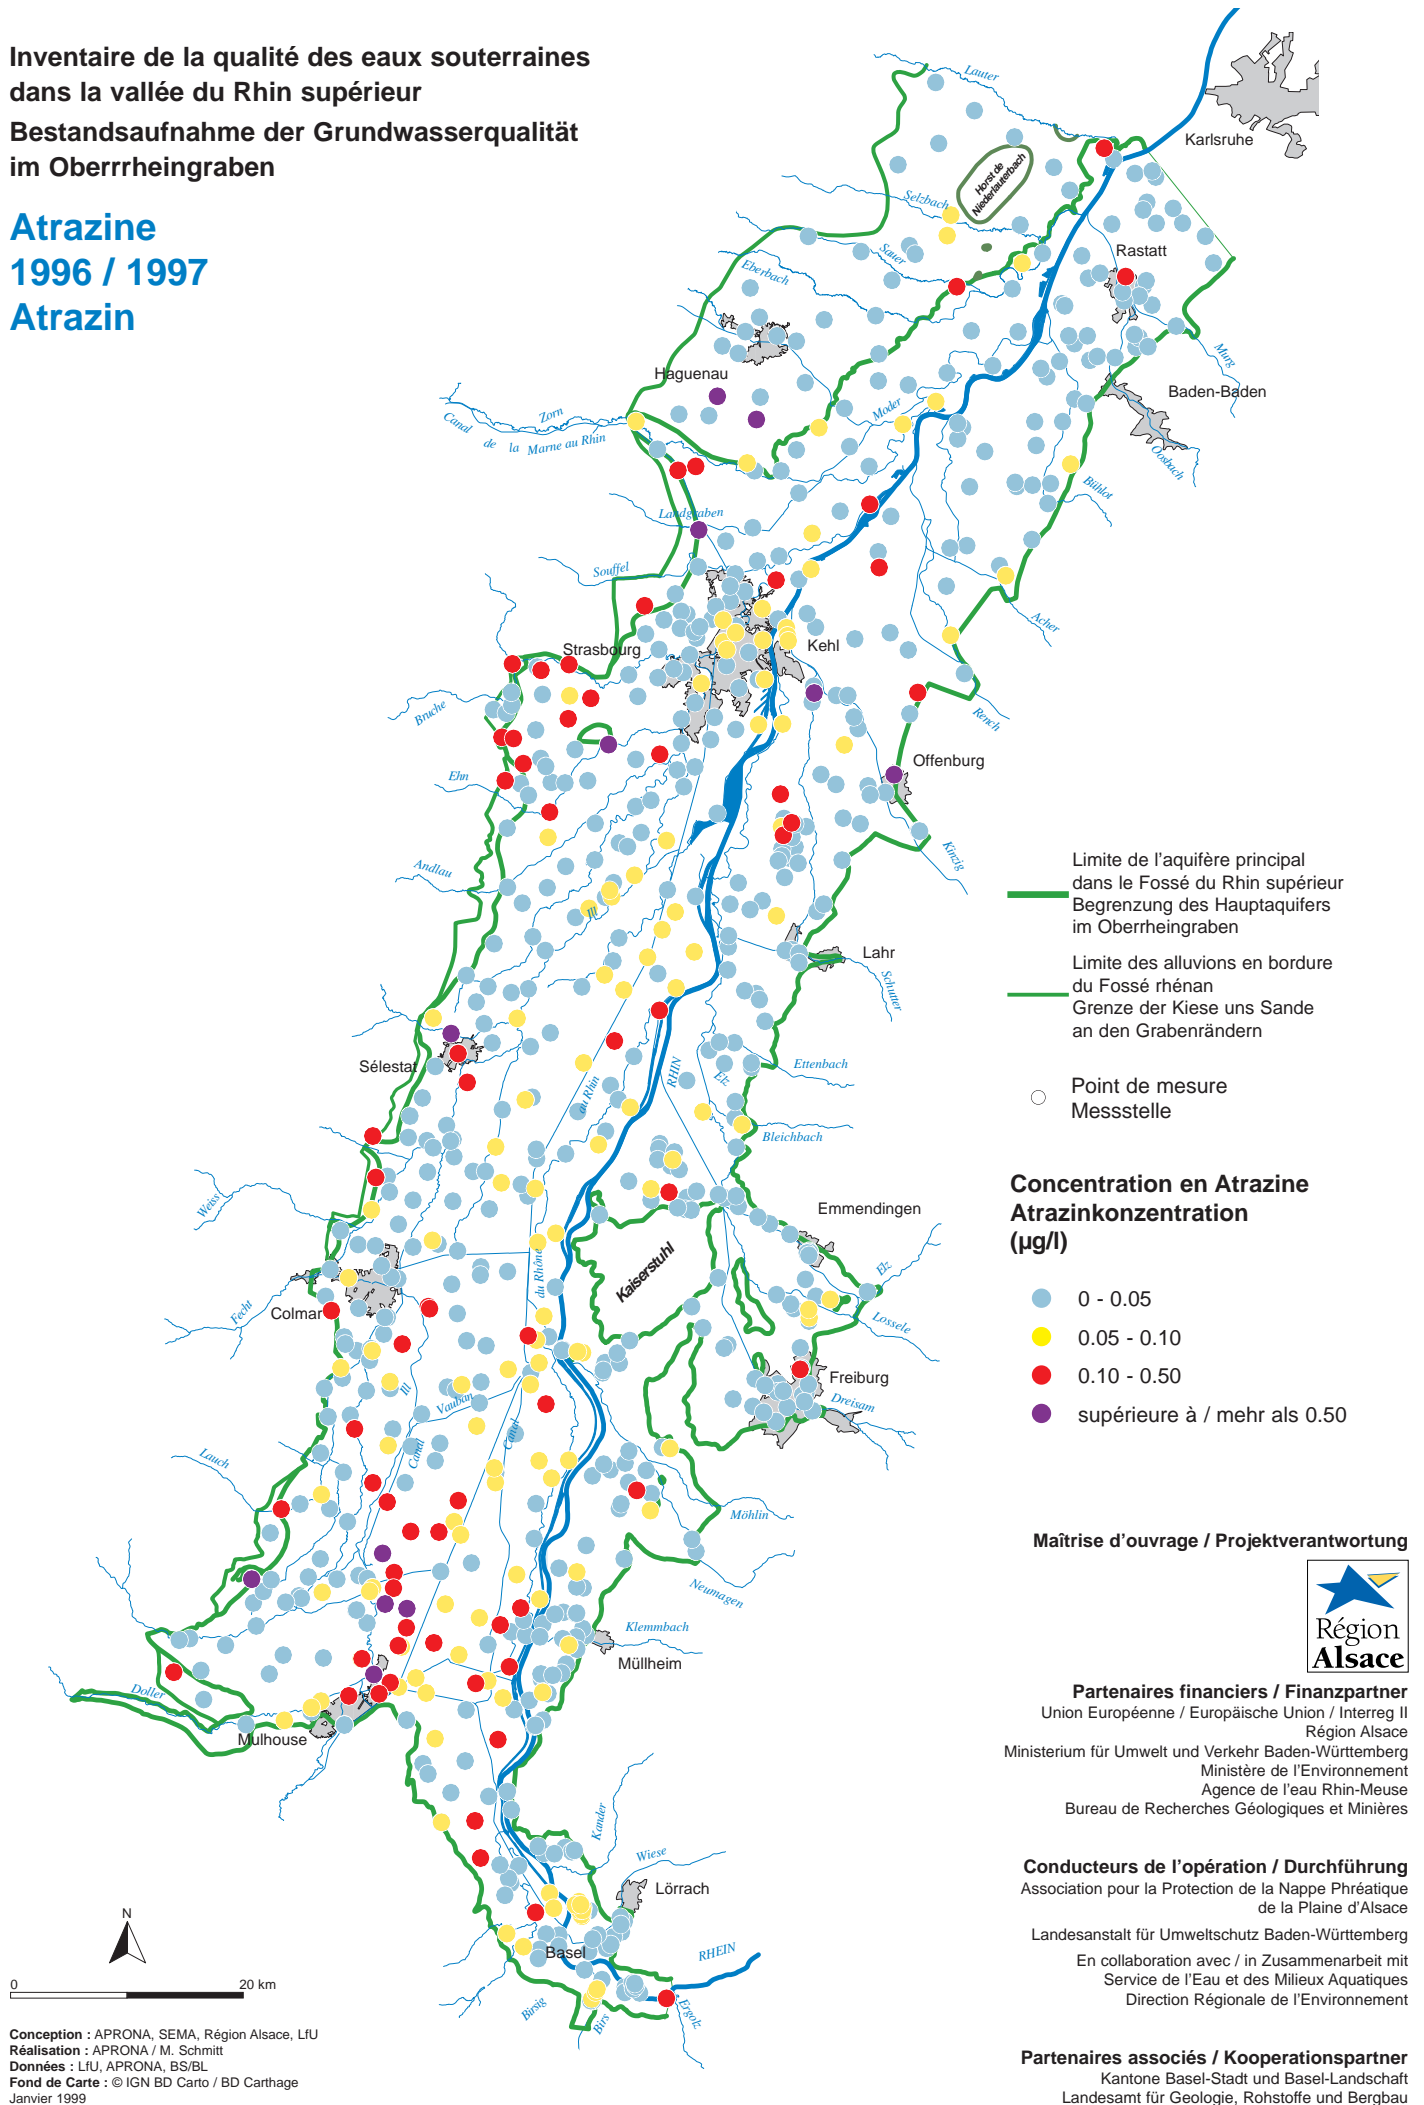 Inventaire de la qualité des eaux souterraines
dans la vallée du Rhin supérieur
Bestandsaufnahme der Grundwasserqualität
im Oberrrheingraben
Atrazine
1996 / 1997
Atrazin
Lauter
Karlsruhe
Horst de
Niederlauterbach
Selzbach
Sauer
Rastatt
Eberbach
Murg
Haguenau
Baden-Baden
Zorn
Canal
de
la
Marne au Rhin
Moder
Oosbach
Bühlot
Landgraben
Souffel
Acher
Strasbourg
Kehl
Bruche
Rench
Offenburg
Ehn
Kinzig
Andlau
Ill
Lahr
Schutter
Sélestat
RHIN
Elz
Ettenbach
au Rhin
Bleichbach
Weiss
Emmendingen
Kaiserstuhl
du Rhône
Elz
Fecht
Colmar
Lossele
Ill
Vauban
Freiburg
Dreisam
Canal
Canal
Lauch
Möhlin
Neumagen
Klemmbach
Müllheim
Doller
Mulhouse
Kander
Wiese
Lörrach
Basel
RHEIN
Birsig
Birs
Ergolz
Limite de l'aquifère principal
dans le Fossé du Rhin supérieur
Begrenzung des Hauptaquifers
im Oberrheingraben
Limite des alluvions en bordure
du Fossé rhénan
Grenze der Kiese uns Sande
an den Grabenrändern
Point de mesure
Messstelle
Concentration en Atrazine
Atrazinkonzentration
(µg/l)
0 - 0.05
0.05 - 0.10
0.10 - 0.50
supérieure à / mehr als 0.50
Maîtrise d'ouvrage / Projektverantwortung
Région
Alsace
Partenaires financiers / Finanzpartner
Union Européenne / Europäische Union / Interreg II
Région Alsace
Ministerium für Umwelt und Verkehr Baden-Württemberg
Ministère de l'Environnement
Agence de l'eau Rhin-Meuse
Bureau de Recherches Géologiques et Minières
Conducteurs de l'opération / Durchführung
Association pour la Protection de la Nappe Phréatique
de la Plaine d'Alsace
Landesanstalt für Umweltschutz Baden-Württemberg
En collaboration avec / in Zusammenarbeit mit
Service de l'Eau et des Milieux Aquatiques
Direction Régionale de l'Environnement
Partenaires associés / Kooperationspartner
Kantone Basel-Stadt und Basel-Landschaft
Landesamt für Geologie, Rohstoffe und Bergbau
N
0 20 km
Conception : APRONA, SEMA, Région Alsace, LfU
Réalisation : APRONA / M. Schmitt
Données : LfU, APRONA, BS/BL
Fond de Carte : © IGN BD Carto / BD Carthage
Janvier 1999